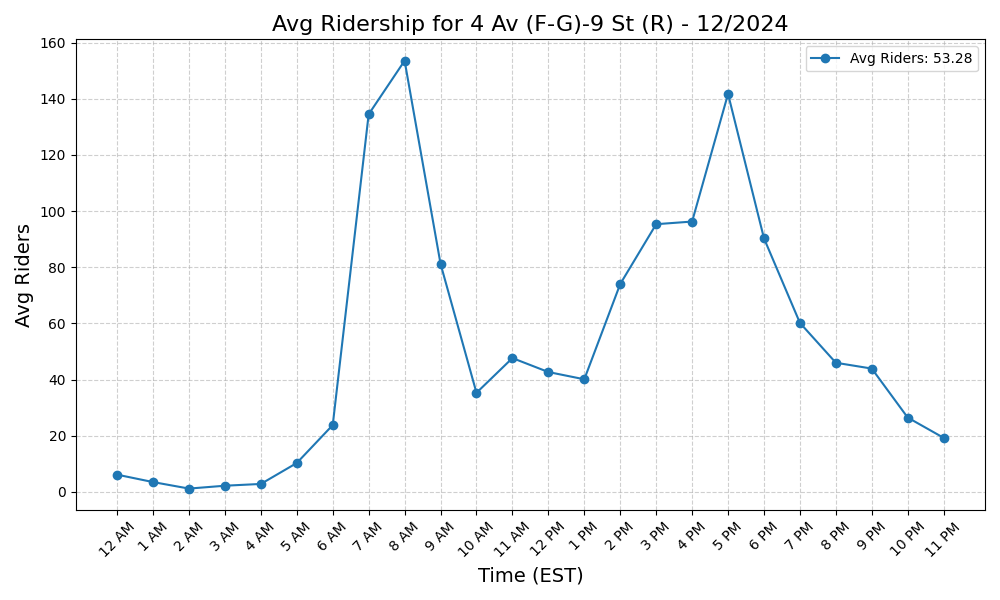 Avg Ridership for 4 Av (F-G)-9 St (R) - 12/2024
Avg Riders: 53.28
Avg Riders
160
140
120
100
80
60
40
20
0
12 AM
1 AM
2 AM
3 AM
4 AM
5 AM
6 AM
7 AM
8 AM
9 AM
10 AM
11 AM
12 PM
1 PM
2 PM
3 PM
4 PM
5 PM
6 PM
7 PM
8 PM
9 PM
10 PM
11 PM
Time (EST)